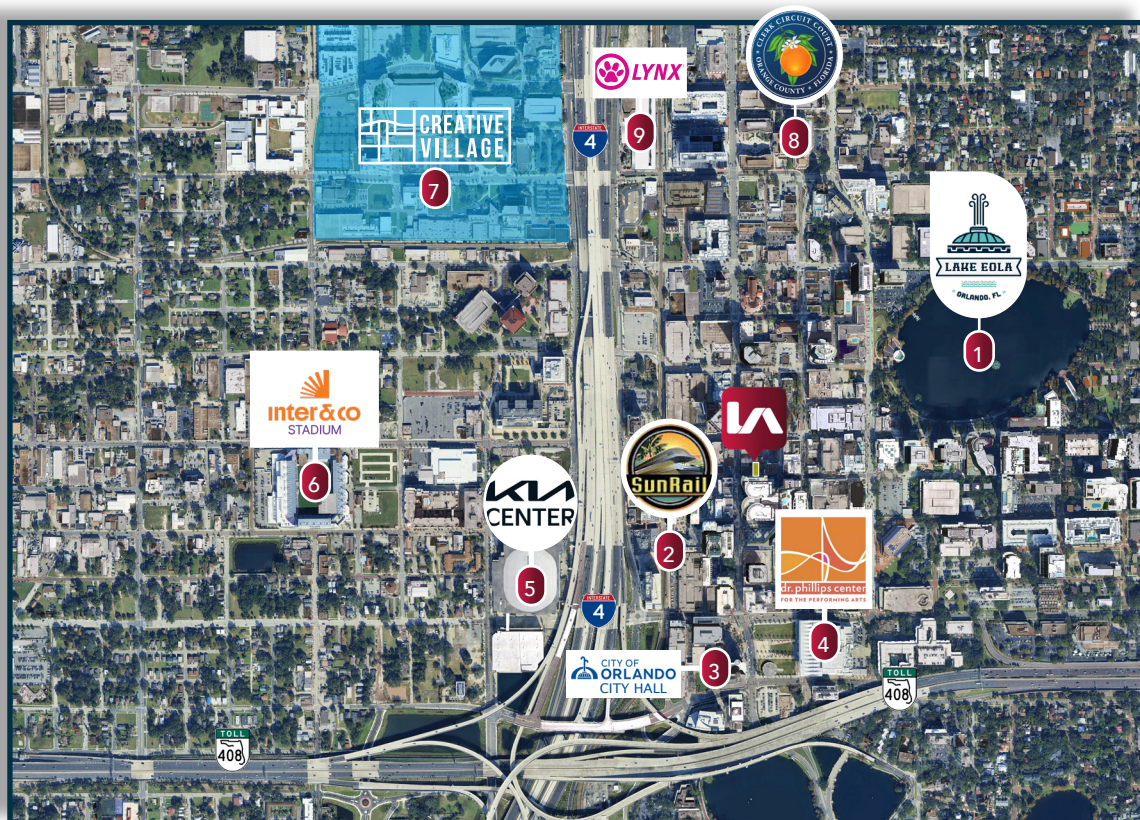 CLERK CIRCUIT COURT
ORANGE COUNTY • FLORIDA
8
LYNX
9
INTERSTATE
4
CREATIVE
VILLAGE
7
LAKE EOLA
ORLANDO, FL
1
inter&co
STADIUM
6
LA
SunRail
2
KIA
CENTER
5
dr. phillips center
FOR THE PERFORMING ARTS
4
INTERSTATE
4
CITY OF
ORLANDO
CITY HALL
3
TOLL
408
TOLL
408